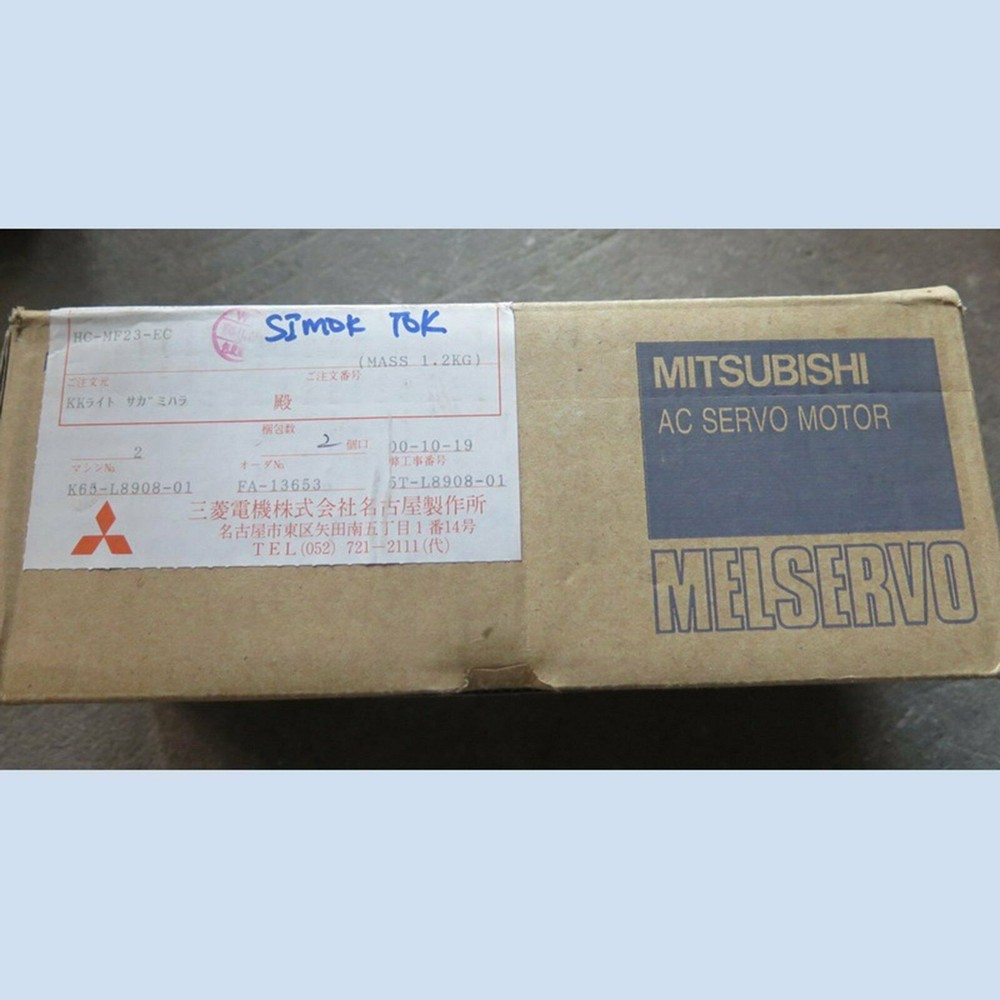 HC-MF23-EC
SImok TOK
(MASS 1.2KG)
ご注文元
ご注文番号
KKライト サカﾞミハラ 殿
梱包数
2 2 個口 00-10-19
マシンNo. オーダNo. 弊工事番号
K65-L8908-01 FA-13653 5T-L8908-01
三菱電機株式会社名古屋製作所
名古屋市東区矢田南五丁目1番14号
TEL(052) 721-2111(代)
MITSUBISHI
AC SERVO MOTOR
MELSERVO